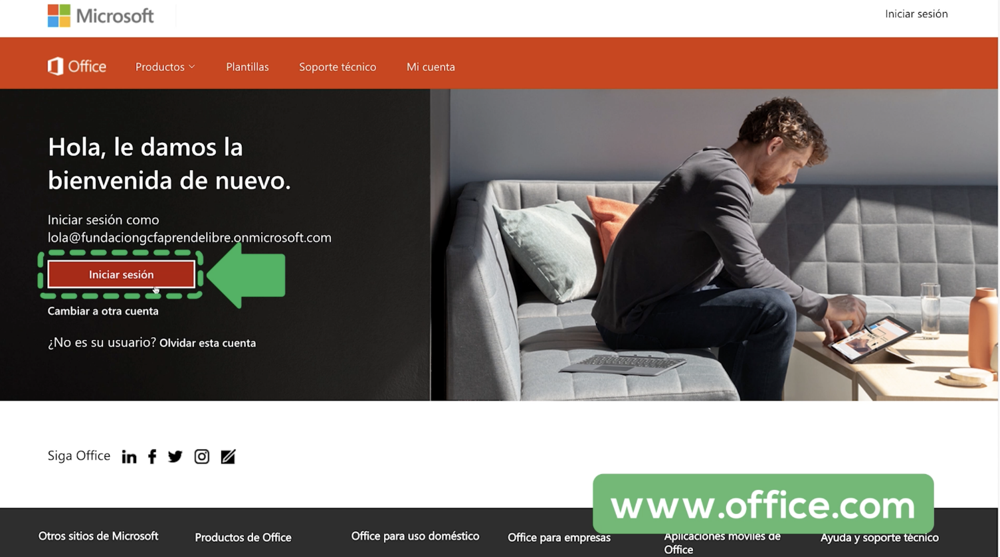 Microsoft
Iniciar sesión
Office
Productos
Plantillas
Soporte técnico
Mi cuenta
Hola, le damos la
bienvenida de nuevo.
Iniciar sesión como
lola@fundaciongcfaprendelibre.onmicrosoft.com
Iniciar sesión
Cambiar a otra cuenta
¿No es su usuario? Olvidar esta cuenta
Siga Office
www.office.com
Otros sitios de Microsoft
Productos de Office
Office para uso doméstico
Office para empresas
Aplicaciones móviles de
Office
Ayuda y soporte técnico